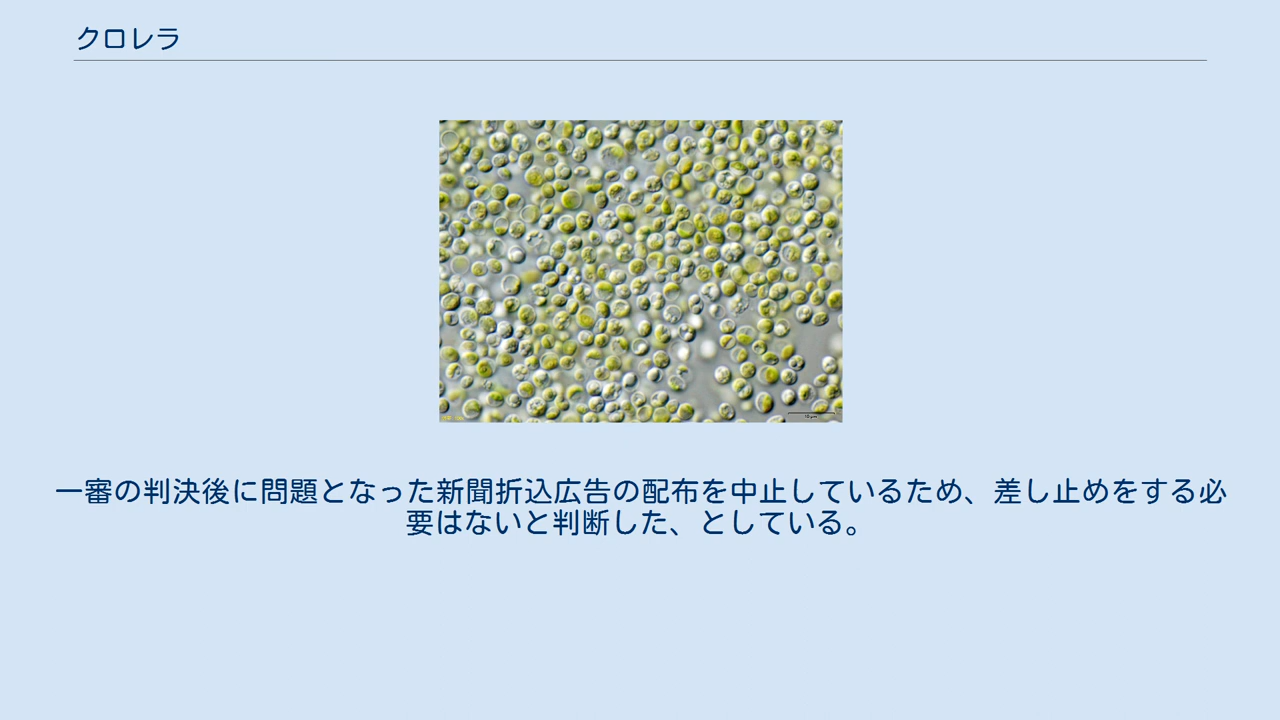 クロレラ
一審の判決後に問題となった新聞折込広告の配布を中止しているため、差し止めをする必
要はないと判断した、としている。